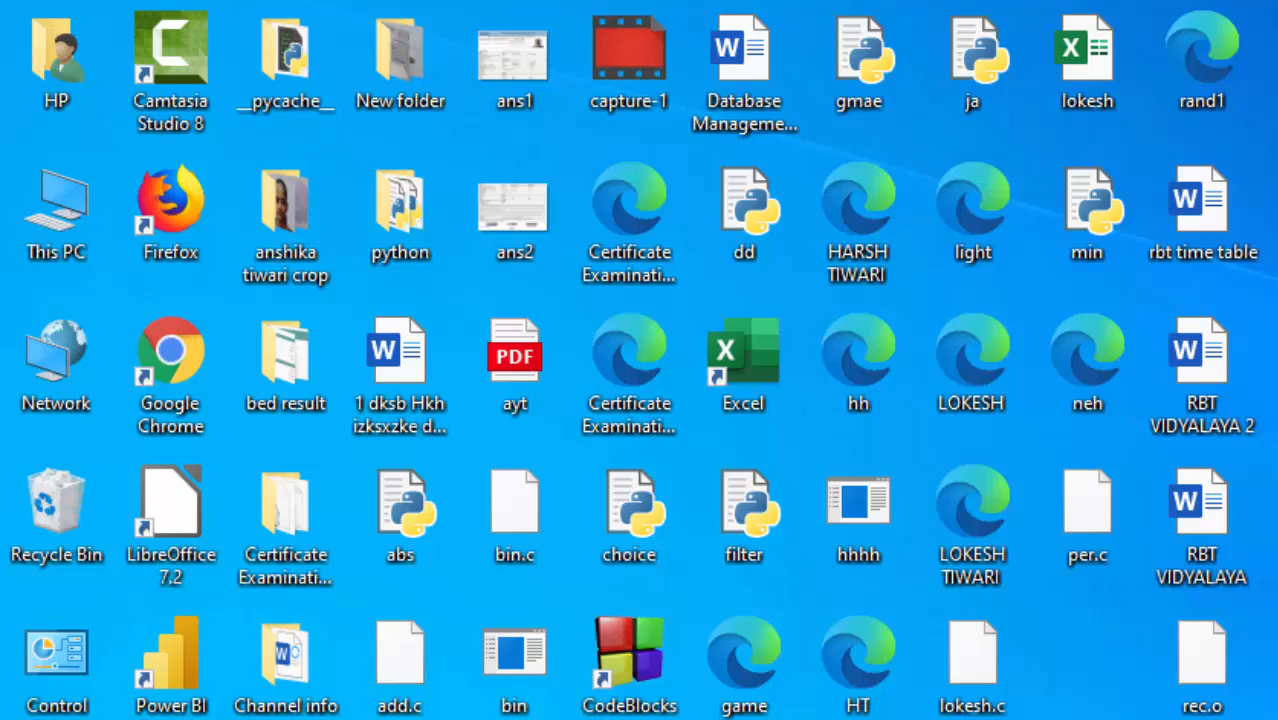 HP
Camtasia
Studio 8
__pycache__
New folder
ans1
capture-1
Database
Manageme...
gmae
ja
lokesh
rand1
This PC
Firefox
anshika
tiwari crop
python
ans2
Certificate
Examinati...
dd
HARSH
TIWARI
light
min
rbt time table
Network
Google
Chrome
bed result
1 dksb Hkh
izksxzke d...
PDF
ayt
Certificate
Examinati...
Excel
hh
LOKESH
neh
RBT
VIDYALAYA 2
Recycle Bin
LibreOffice
7.2
Certificate
Examinati...
abs
bin.c
choice
filter
hhhh
LOKESH
TIWARI
per.c
RBT
VIDYALAYA
Control
Power BI
Channel info
add.c
bin
CodeBlocks
game
HT
lokesh.c
rec.o